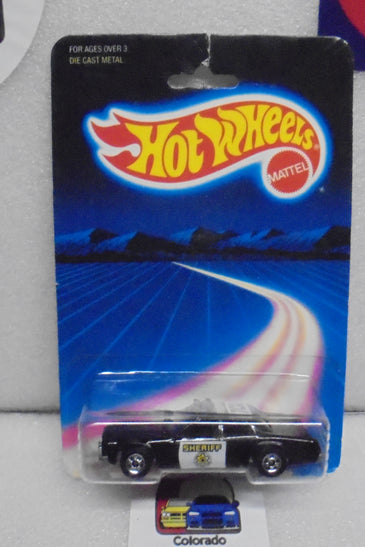 FOR AGES OVER 3
DIE CAST METAL
HOT WHEELS®
MATTEL
SHERIFF
Colorado